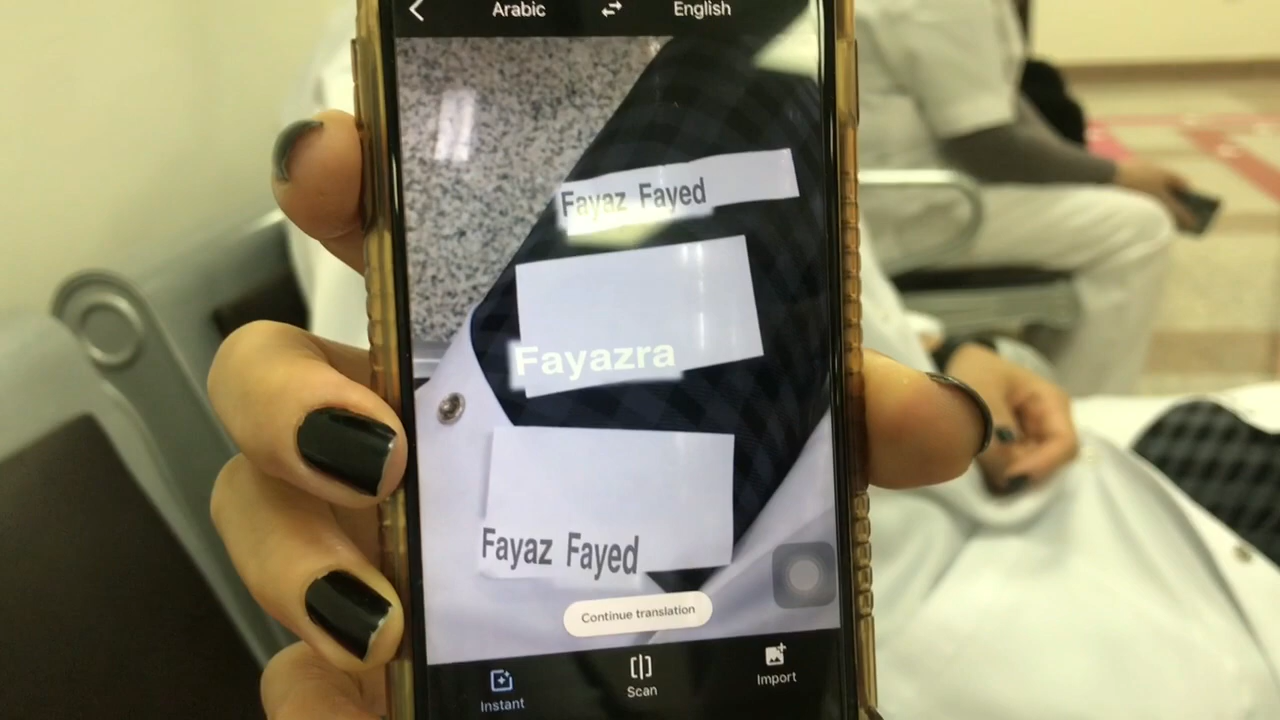 Arabic
English
Fayaz Fayed
Fayazra
Fayaz Fayed
Continue translation
Instant
Scan
Import